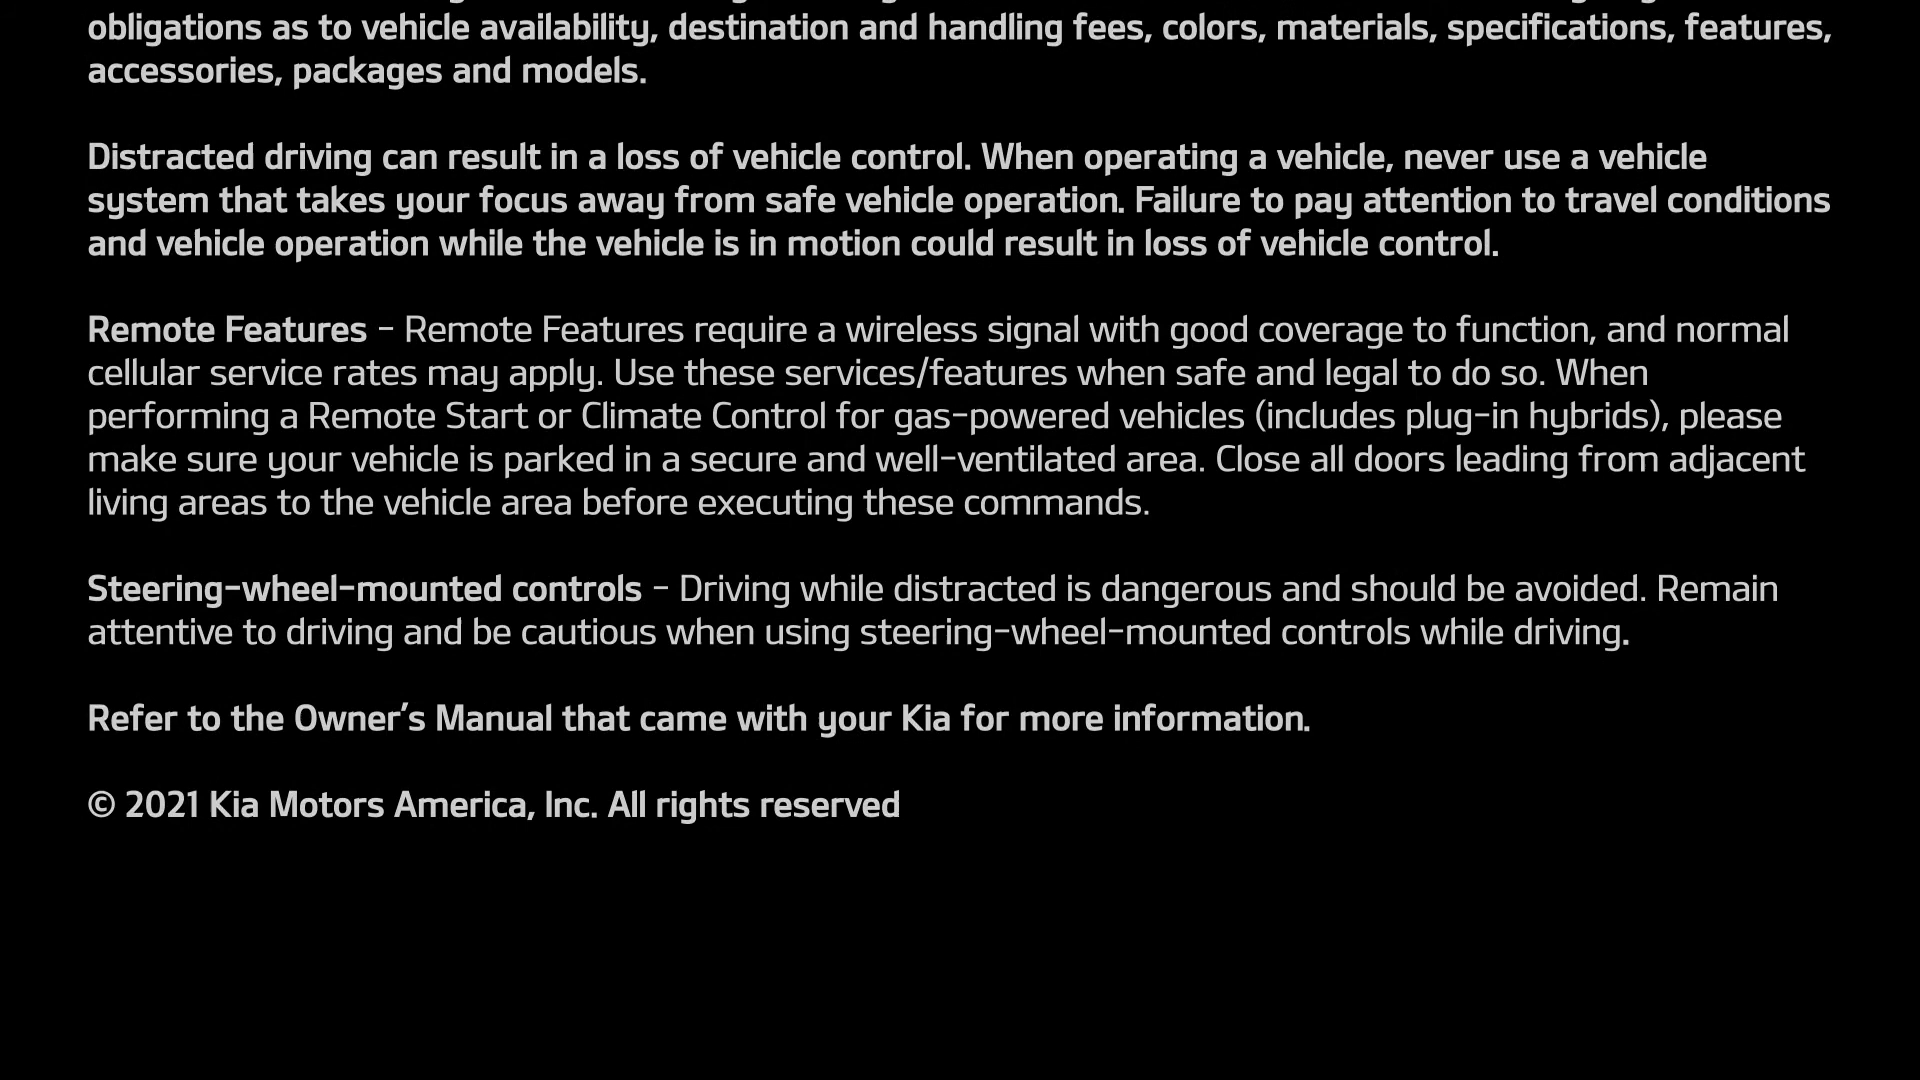 obligations as to vehicle availability, destination and handling fees, colors, materials, specifications, features,
accessories, packages and models.
Distracted driving can result in a loss of vehicle control. When operating a vehicle, never use a vehicle
system that takes your focus away from safe vehicle operation. Failure to pay attention to travel conditions
and vehicle operation while the vehicle is in motion could result in loss of vehicle control.
Remote Features - Remote Features require a wireless signal with good coverage to function, and normal
cellular service rates may apply. Use these services/features when safe and legal to do so. When
performing a Remote Start or Climate Control for gas-powered vehicles (includes plug-in hybrids), please
make sure your vehicle is parked in a secure and well-ventilated area. Close all doors leading from adjacent
living areas to the vehicle area before executing these commands.
Steering-wheel-mounted controls - Driving while distracted is dangerous and should be avoided. Remain
attentive to driving and be cautious when using steering-wheel-mounted controls while driving.
Refer to the Owner's Manual that came with your Kia for more information.
© 2021 Kia Motors America, Inc. All rights reserved